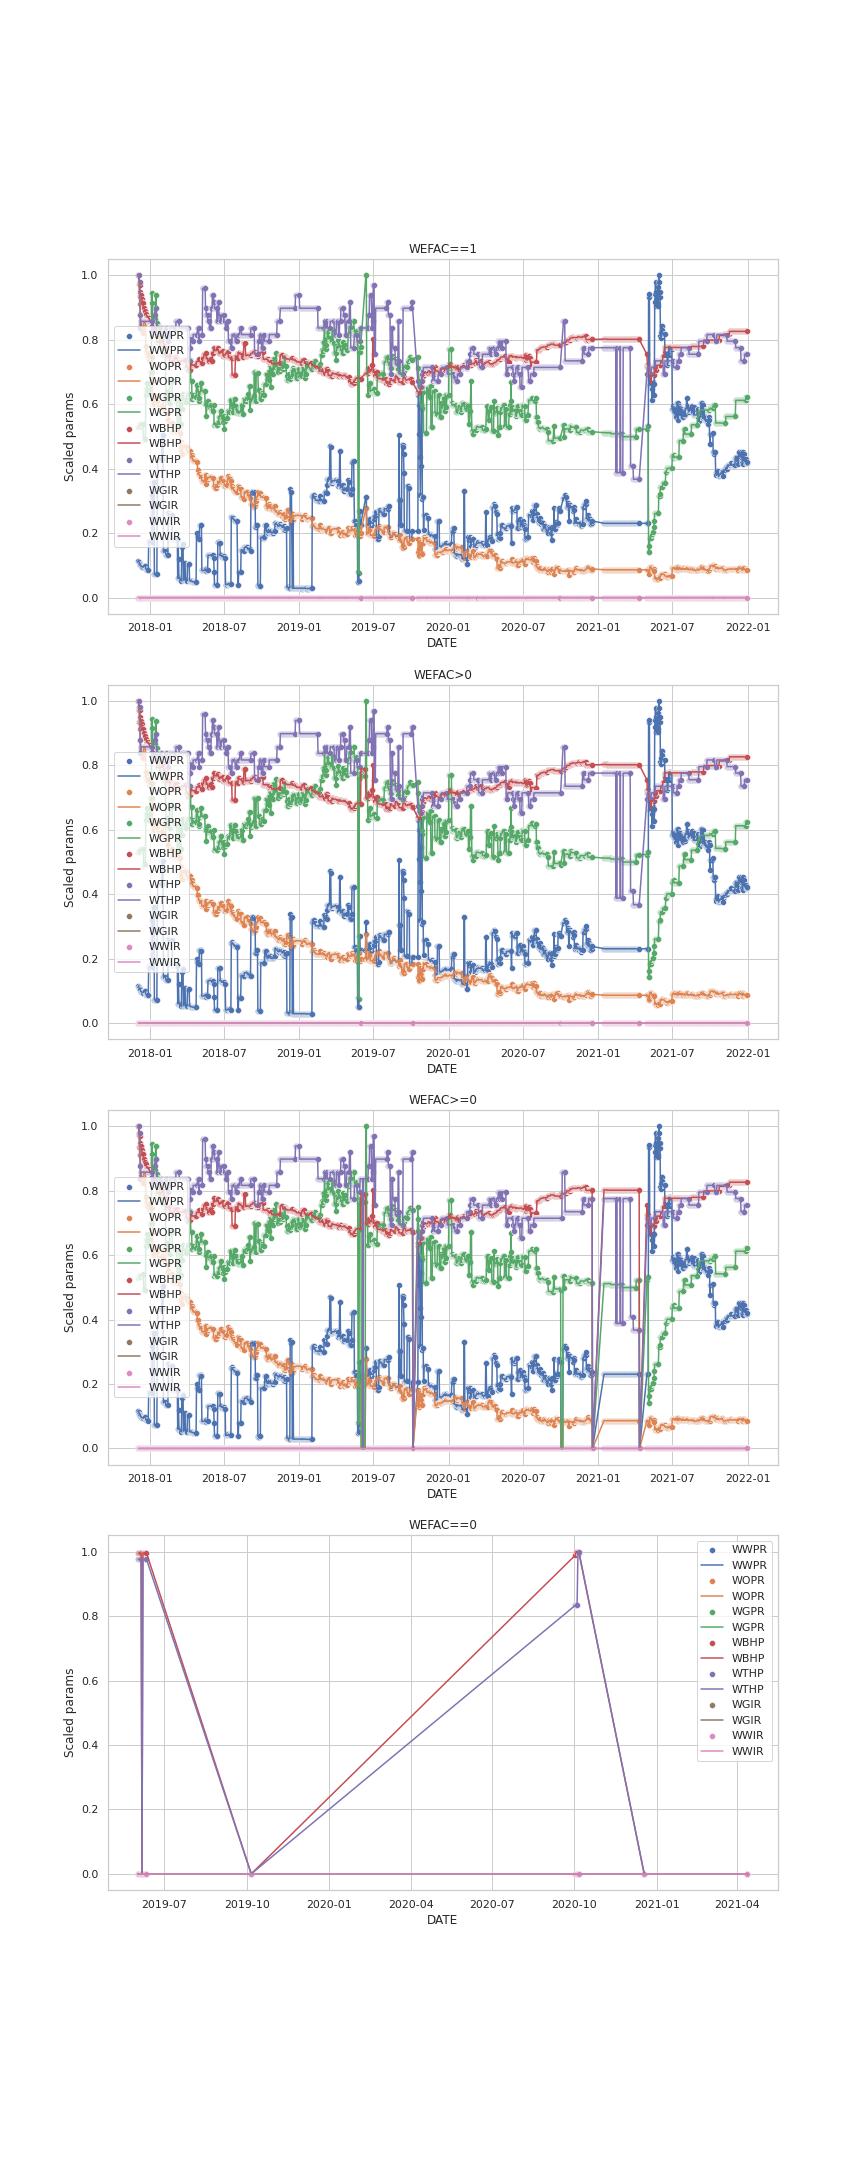 WEFAC==1
Scaled params
1.0
0.8
0.6
0.4
0.2
0.0
WWPR
WWPR
WOPR
WOPR
WGPR
WGPR
WBHP
WBHP
WTHP
WTHP
WGIR
WGIR
WWIR
WWIR
2018-01 2018-07 2019-01 2019-07 2020-01 2020-07 2021-01 2021-07 2022-01
DATE
WEFAC>0
Scaled params
1.0
0.8
0.6
0.4
0.2
0.0
WWPR
WWPR
WOPR
WOPR
WGPR
WGPR
WBHP
WBHP
WTHP
WTHP
WGIR
WGIR
WWIR
WWIR
2018-01 2018-07 2019-01 2019-07 2020-01 2020-07 2021-01 2021-07 2022-01
DATE
WEFAC>=0
Scaled params
1.0
0.8
0.6
0.4
0.2
0.0
WWPR
WWPR
WOPR
WOPR
WGPR
WGPR
WBHP
WBHP
WTHP
WTHP
WGIR
WGIR
WWIR
WWIR
2018-01 2018-07 2019-01 2019-07 2020-01 2020-07 2021-01 2021-07 2022-01
DATE
WEFAC==0
Scaled params
1.0
0.8
0.6
0.4
0.2
0.0
WWPR
WWPR
WOPR
WOPR
WGPR
WGPR
WBHP
WBHP
WTHP
WTHP
WGIR
WGIR
WWIR
WWIR
2019-07 2019-10 2020-01 2020-04 2020-07 2020-10 2021-01 2021-04
DATE